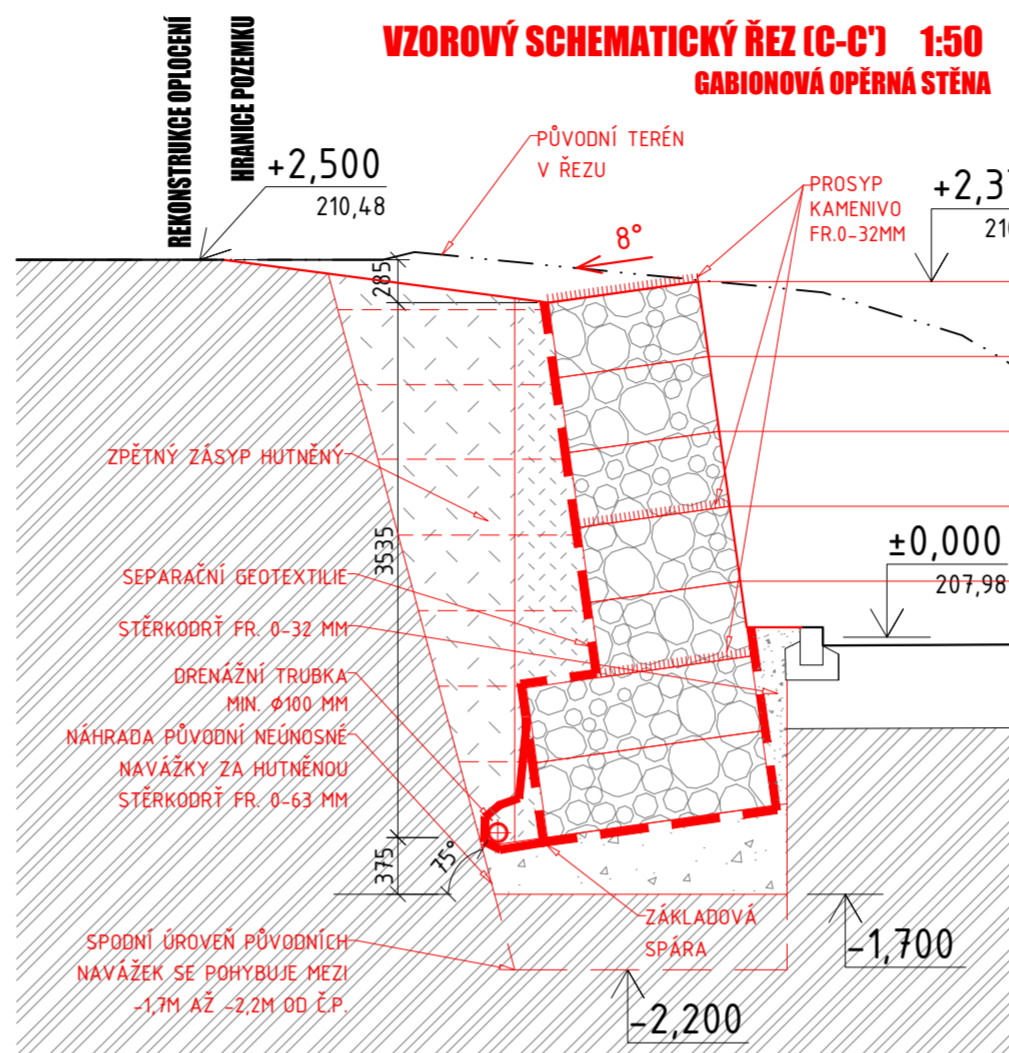 REKONSTRUKCE OPLOCENÍ
HRANICE POZEMKU
VZOROVÝ SCHEMATICKÝ ŘEZ (C-C') 1:50
GABIONOVÁ OPĚRNÁ STĚNA
+2,500
210,48
PŮVODNÍ TERÉN
V ŘEZU
8°
PROSYP
KAMENIVO
FR.0-32MM
285
3535
375
75°
ZPĚTNÝ ZÁSYP HUTNĚNÝ
SEPARAČNÍ GEOTEXTILIE
STĚRKODRŤ FR. 0-32 MM
DRENÁŽNÍ TRUBKA
MIN. Ø100 MM
NÁHRADA PŮVODNÍ NEÚNOSNÉ
NAVÁŽKY ZA HUTNĚNOU
STĚRKODRŤ FR. 0-63 MM
SPODNÍ ÚROVEŇ PŮVODNÍCH
NAVÁŽEK SE POHYBUJE MEZI
-1,7M AŽ -2,2M OD Č.P.
±0,000
207,98
ZÁKLADOVÁ
SPÁRA
-1,700
-2,200